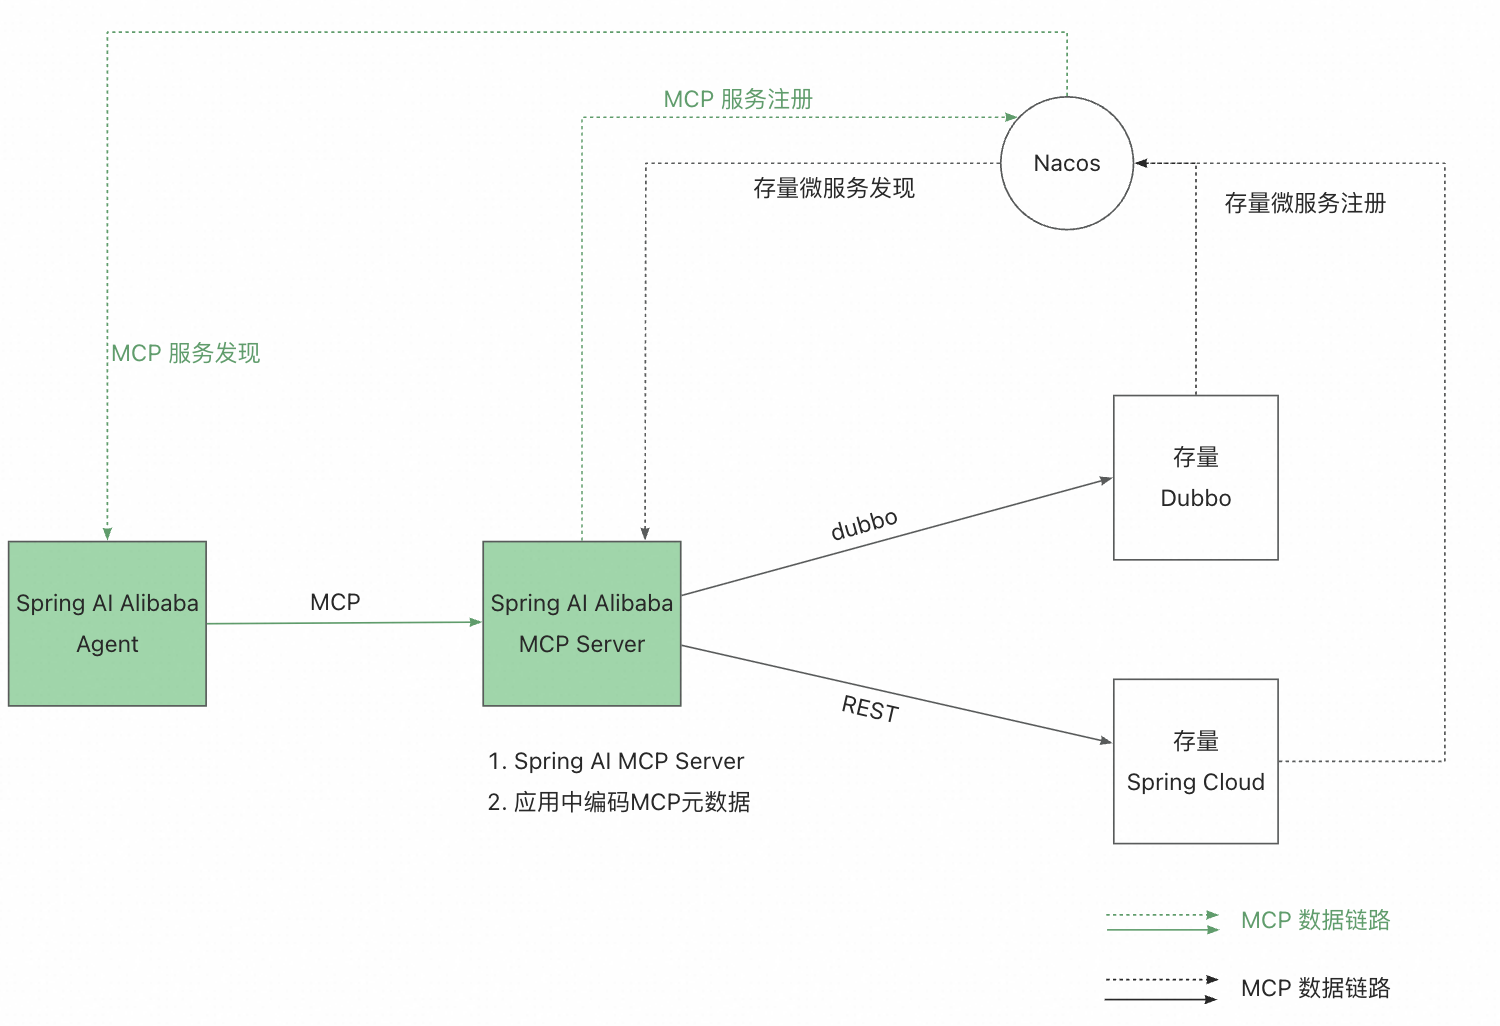 MCP 服务注册
Nacos
存量微服务发现
存量微服务注册
MCP 服务发现
存量
Dubbo
dubbo
Spring AI Alibaba
Agent
MCP
Spring AI Alibaba
MCP Server
REST
存量
Spring Cloud
1. Spring AI MCP Server
2. 应用中编码MCP元数据
MCP 数据链路
MCP 数据链路